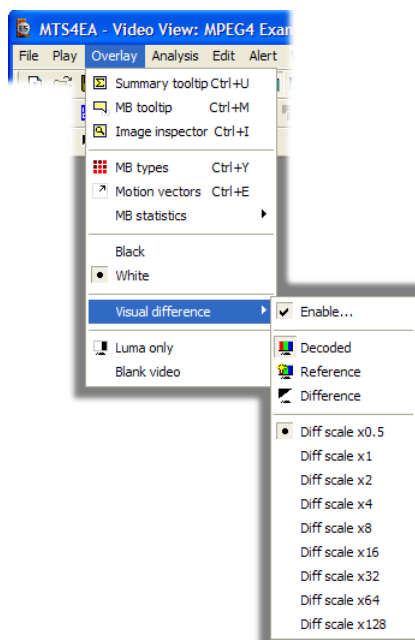 MTS4EA - Video View: MPEG4 Exam
File Play Overlay Analysis Edit Alert
Summary tooltip Ctrl+U
MB tooltip Ctrl+M
Image inspector Ctrl+I
MB types Ctrl+Y
Motion vectors Ctrl+E
MB statistics
Black
White
Visual difference
Luma only
Blank video
Enable...
Decoded
Reference
Difference
Diff scale x0.5
Diff scale x1
Diff scale x2
Diff scale x4
Diff scale x8
Diff scale x16
Diff scale x32
Diff scale x64
Diff scale x128